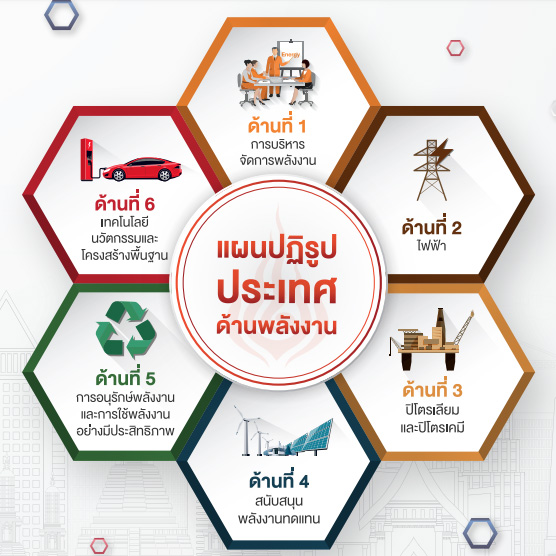 Energy
ด้านที่ 1
การบริหาร
จัดการพลังงาน
ด้านที่ 2
ไฟฟ้า
ด้านที่ 3
ปิโตรเลียม
และปิโตรเคมี
ด้านที่ 4
สนับสนุน
พลังงานทดแทน
ด้านที่ 5
การอนุรักษ์พลังงาน
และการใช้พลังงาน
อย่างมีประสิทธิภาพ
ด้านที่ 6
เทคโนโลยี
นวัตกรรมและ
โครงสร้างพื้นฐาน
แผนปฏิรูป
ประเทศ
ด้านพลังงาน